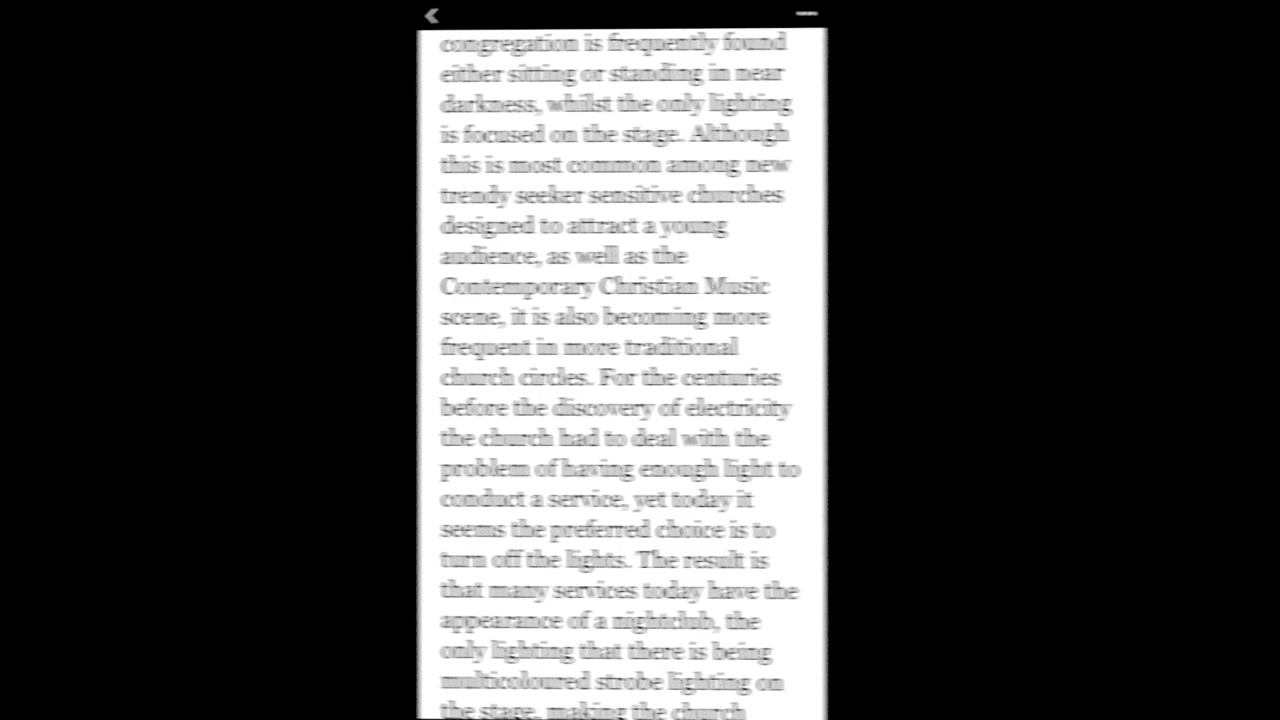 congregation is frequently found
either sitting or standing in near
darkness, whilst the only lighting
is focused on the stage. Although
this is most common among new
trendy seeker sensitive churches
designed to attract a young
audience, as well as the
Contemporary Christian Music
scene, it is also becoming more
frequent in more traditional
church circles. For the centuries
before the discovery of electricity
the church had to deal with the
problem of having enough light to
conduct a service, yet today it
seems the preferred choice is to
turn off the lights. The result is
that many services today have the
appearance of a nightclub, the
only lighting that there is being
multicoloured strobe lighting on
the stage, making the church